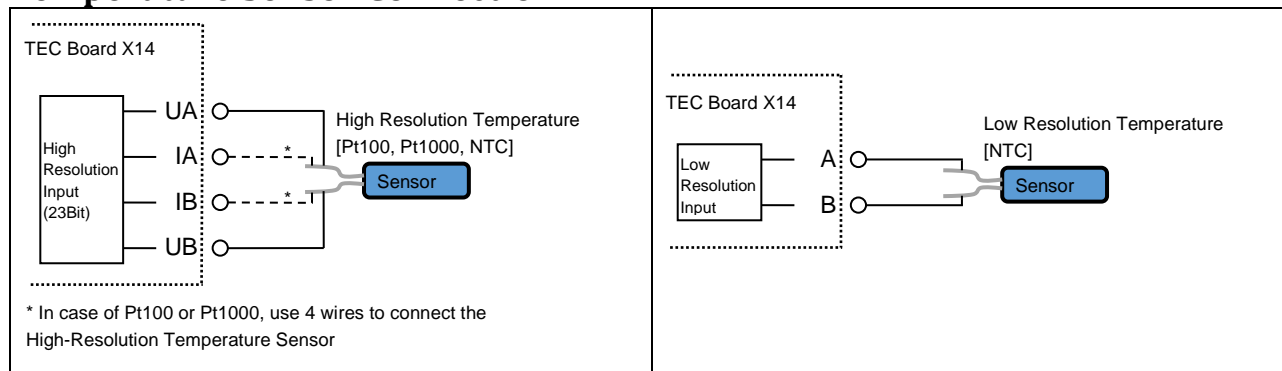 TEC Board X14
High
Resolution
Input
(23Bit)
UA
IA
IB
UB
*
*
High Resolution Temperature
[Pt100, Pt1000, NTC]
Sensor
* In case of Pt100 or Pt1000, use 4 wires to connect the
High-Resolution Temperature Sensor
TEC Board X14
Low
Resolution
Input
A
B
Low Resolution Temperature
[NTC]
Sensor